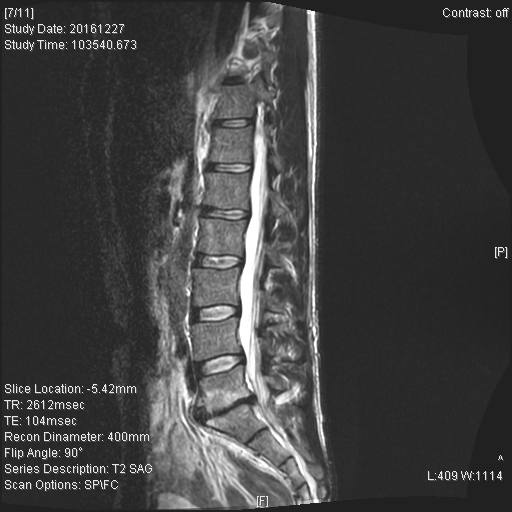 [7/11]
Study Date: 20161227
Study Time: 103540.673
Contrast: off
[P]
Slice Location: -5.42mm
TR: 2612msec
TE: 104msec
Recon Dinameter: 400mm
Flip Angle: 90°
Series Description: T2 SAG
Scan Options: SP\FC
^
L:409 W:1114
[F]